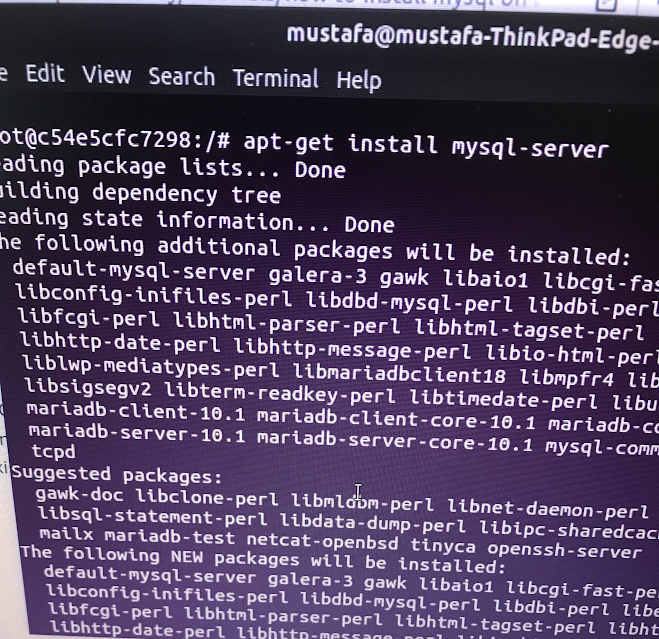 how to install mysql on
mustafa@mustafa-ThinkPad-Edge-
e Edit View Search Terminal Help
ot@c54e5cfc7298:/# apt-get install mysql-server
eading package lists... Done
uilding dependency tree
eading state information... Done
he following additional packages will be installed:
default-mysql-server galera-3 gawk libaio1 libcgi-fas
libconfig-inifiles-perl libdbd-mysql-perl libdbi-perl
libfcgi-perl libhtml-parser-perl libhtml-tagset-perl
libhttp-date-perl libhttp-message-perl libio-html-perl
liblwp-mediatypes-perl libmariadbclient18 libmpfr4 lib
libsigsegv2 libterm-readkey-perl libtimedate-perl libu
mariadb-client-10.1 mariadb-client-core-10.1 mariadb-co
mariadb-server-10.1 mariadb-server-core-10.1 mysql-comm
tcpd
Suggested packages:
gawk-doc libclone-perl libmldbm-perl libnet-daemon-perl
libsql-statement-perl libdata-dump-perl libipc-sharedcac
mailx mariadb-test netcat-openbsd tinyca openssh-server
The following NEW packages will be installed:
default-mysql-server galera-3 gawk libaio1 libcgi-fast-pe
libconfig-inifiles-perl libdbd-mysql-perl libdbi-perl libe
libfcgi-perl libhtml-parser-perl libhtml-tagset-perl libht
libhttp-date-perl libhttp-message-perl